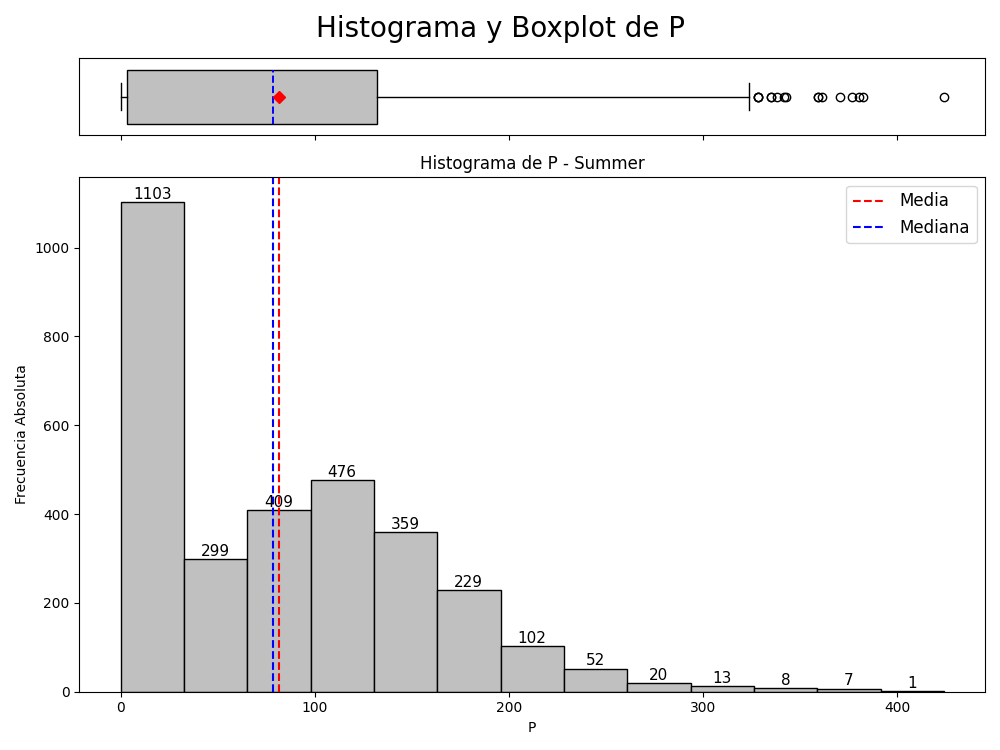 Histograma y Boxplot de P
Histograma de P - Summer
Media
Mediana
Frecuencia Absoluta
1000
800
600
400
200
0
1103
299
409
476
359
229
102
52
20
13
8
7
1
0 100 200 300 400
P